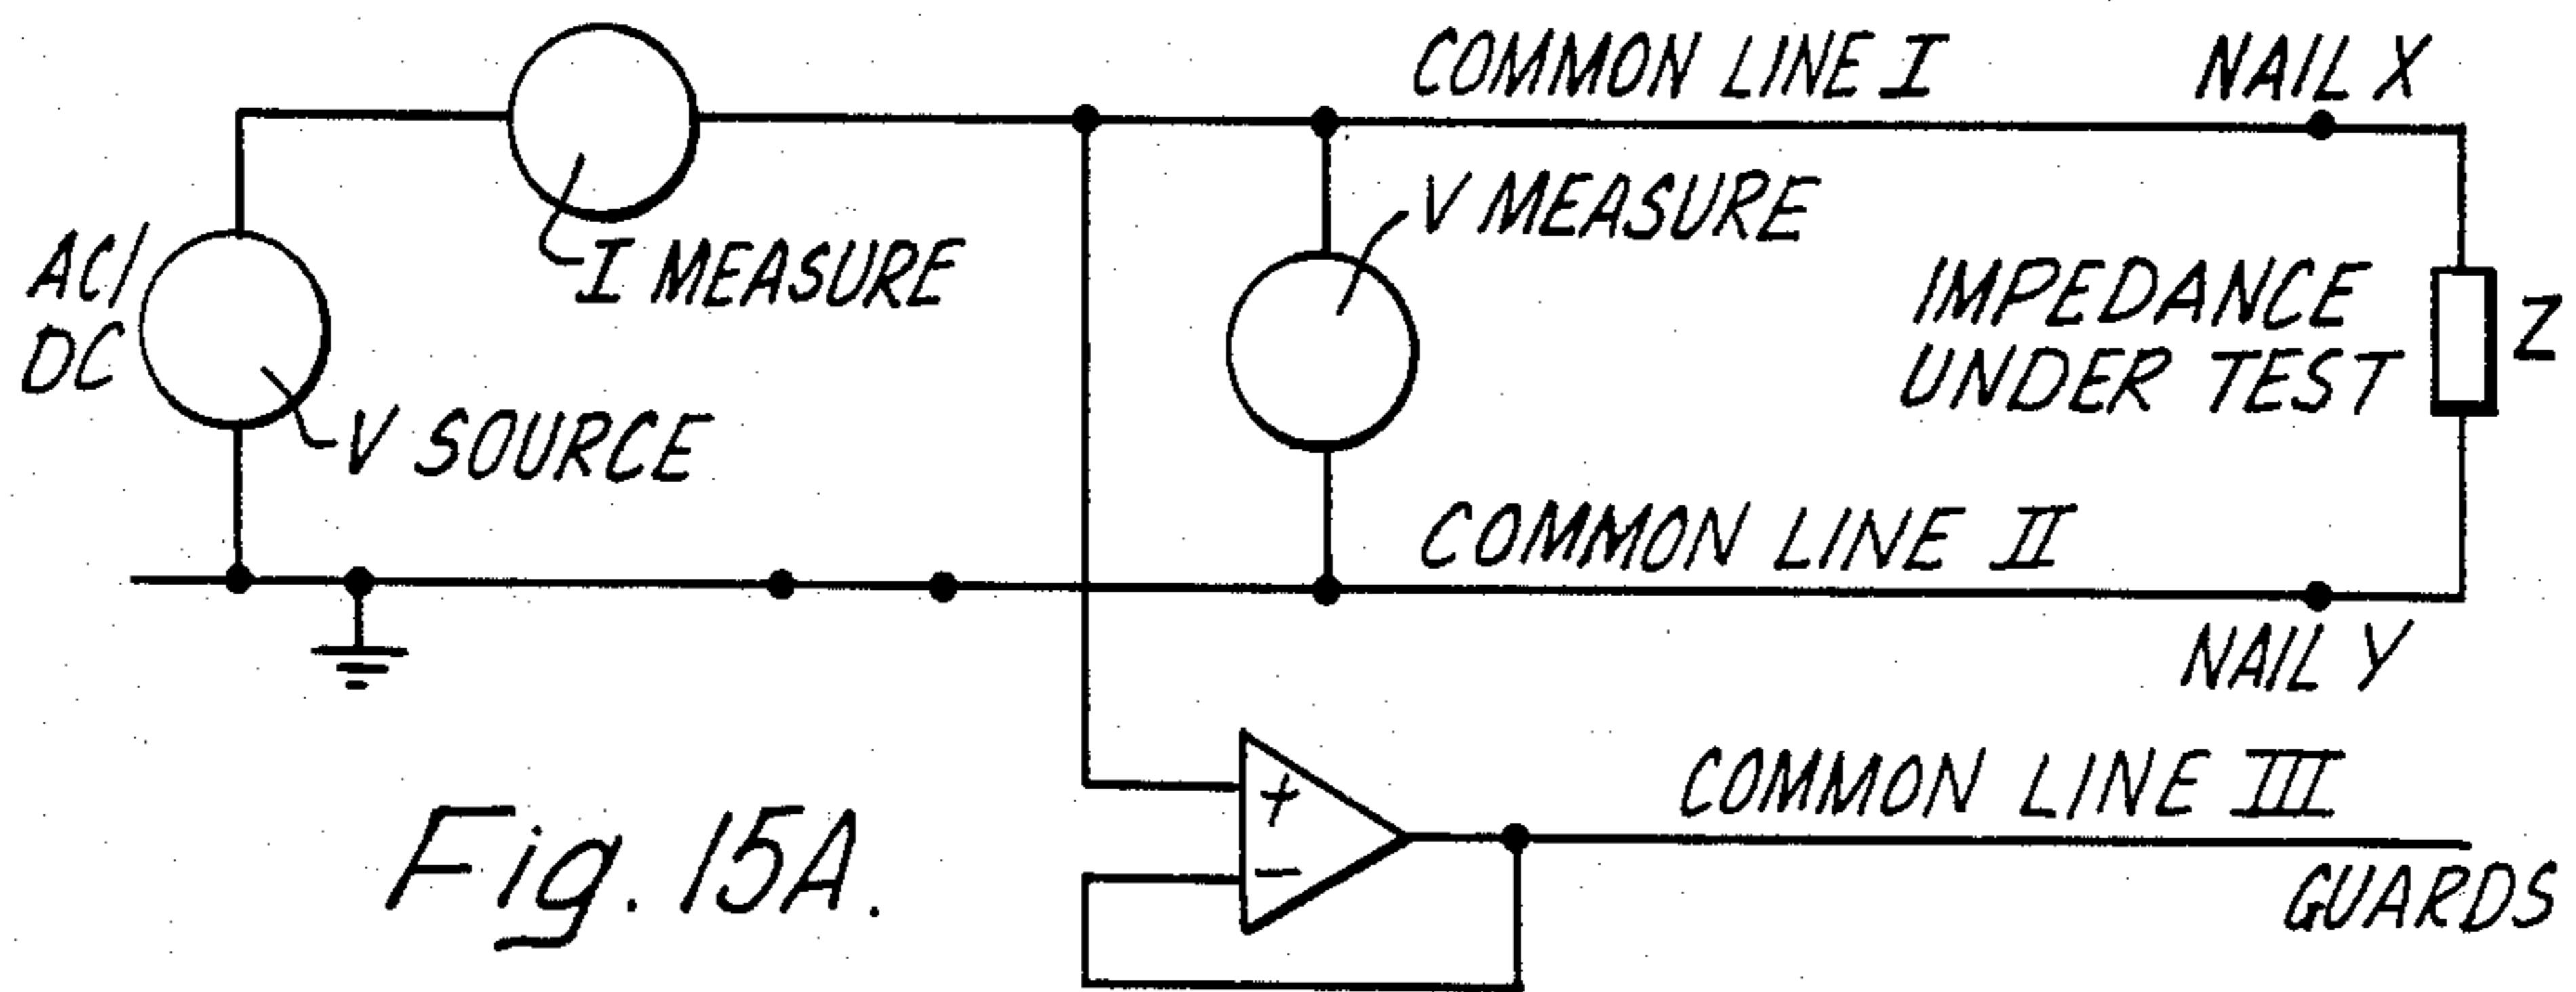 COMMON LINE I
NAIL X
AC/
DC
I MEASURE
V MEASURE
V SOURCE
IMPEDANCE
UNDER TEST
Z
COMMON LINE II
NAIL Y
+
−
COMMON LINE III
GUARDS
Fig. 15A.